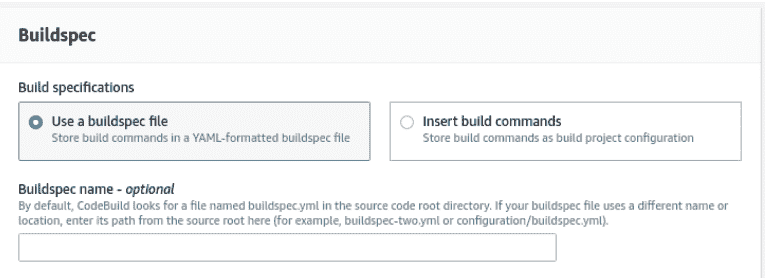 Buildspec
Build specifications
Use a buildspec file
Store build commands in a YAML-formatted buildspec file
Insert build commands
Store build commands as build project configuration
Buildspec name - optional
By default, CodeBuild looks for a file named buildspec.yml in the source code root directory. If your buildspec file uses a different name or
location, enter its path from the source root here (for example, buildspec-two.yml or configuration/buildspec.yml).